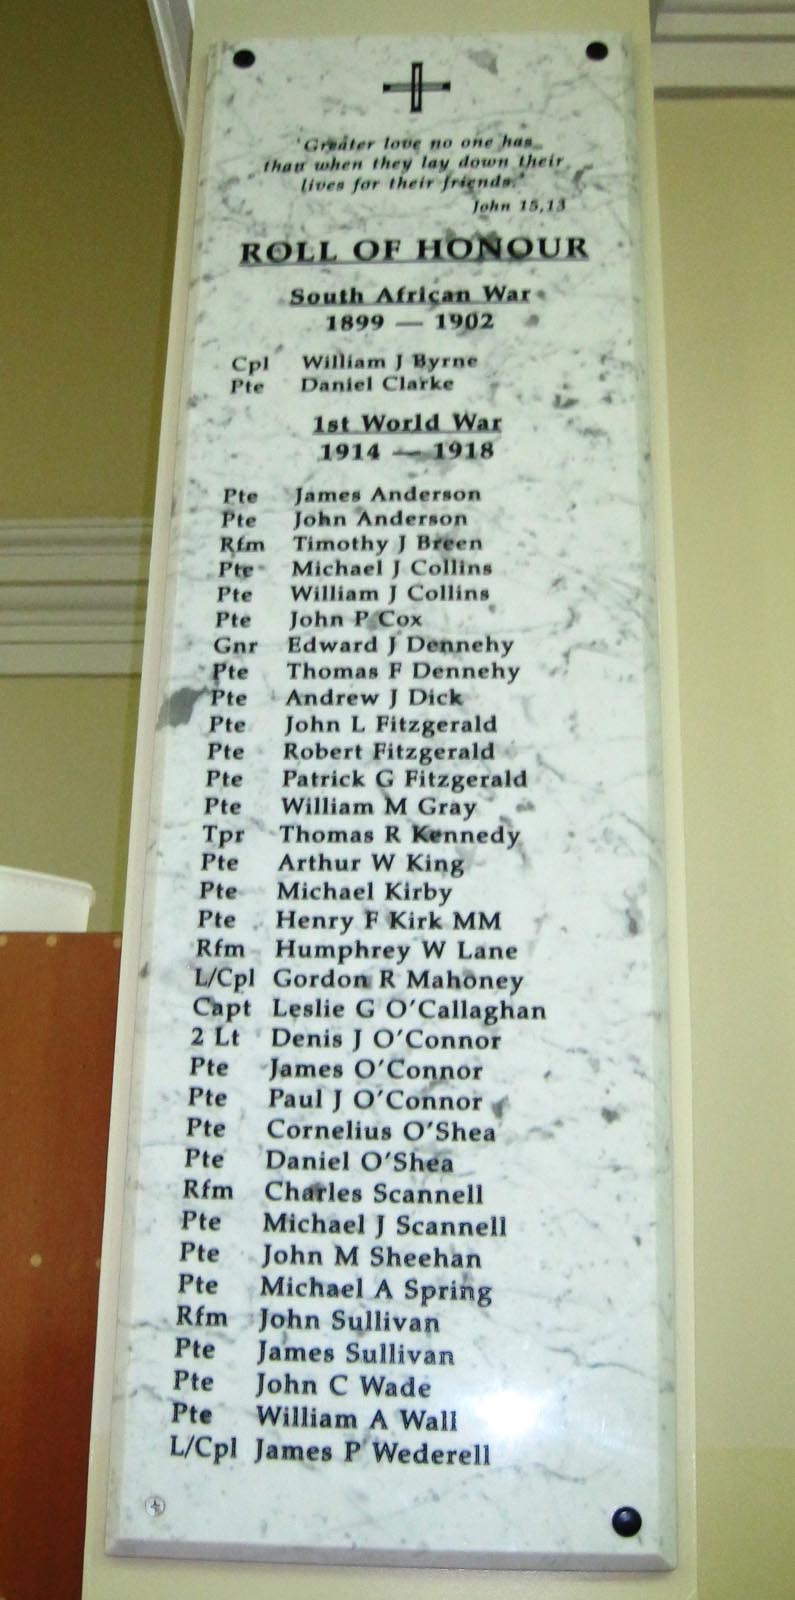 'Greater love no one has
than when they lay down their
lives for their friends.'
John 15,13
ROLL OF HONOUR
South African War
1899 — 1902
Cpl William J Byrne
Pte Daniel Clarke
1st World War
1914 — 1918
Pte James Anderson
Pte John Anderson
Rfm Timothy J Breen
Pte Michael J Collins
Pte William J Collins
Pte John P Cox
Gnr Edward J Dennehy
Pte Thomas F Dennehy
Pte Andrew J Dick
Pte John L Fitzgerald
Pte Robert Fitzgerald
Pte Patrick G Fitzgerald
Pte William M Gray
Tpr Thomas R Kennedy
Pte Arthur W King
Pte Michael Kirby
Pte Henry F Kirk MM
Rfm Humphrey W Lane
L/Cpl Gordon R Mahoney
Capt Leslie G O'Callaghan
2 Lt Denis J O'Connor
Pte James O'Connor
Pte Paul J O'Connor
Pte Cornelius O'Shea
Pte Daniel O'Shea
Rfm Charles Scannell
Pte Michael J Scannell
Pte John M Sheehan
Pte Michael A Spring
Rfm John Sullivan
Pte James Sullivan
Pte John C Wade
Pte William A Wall
L/Cpl James P Wederell